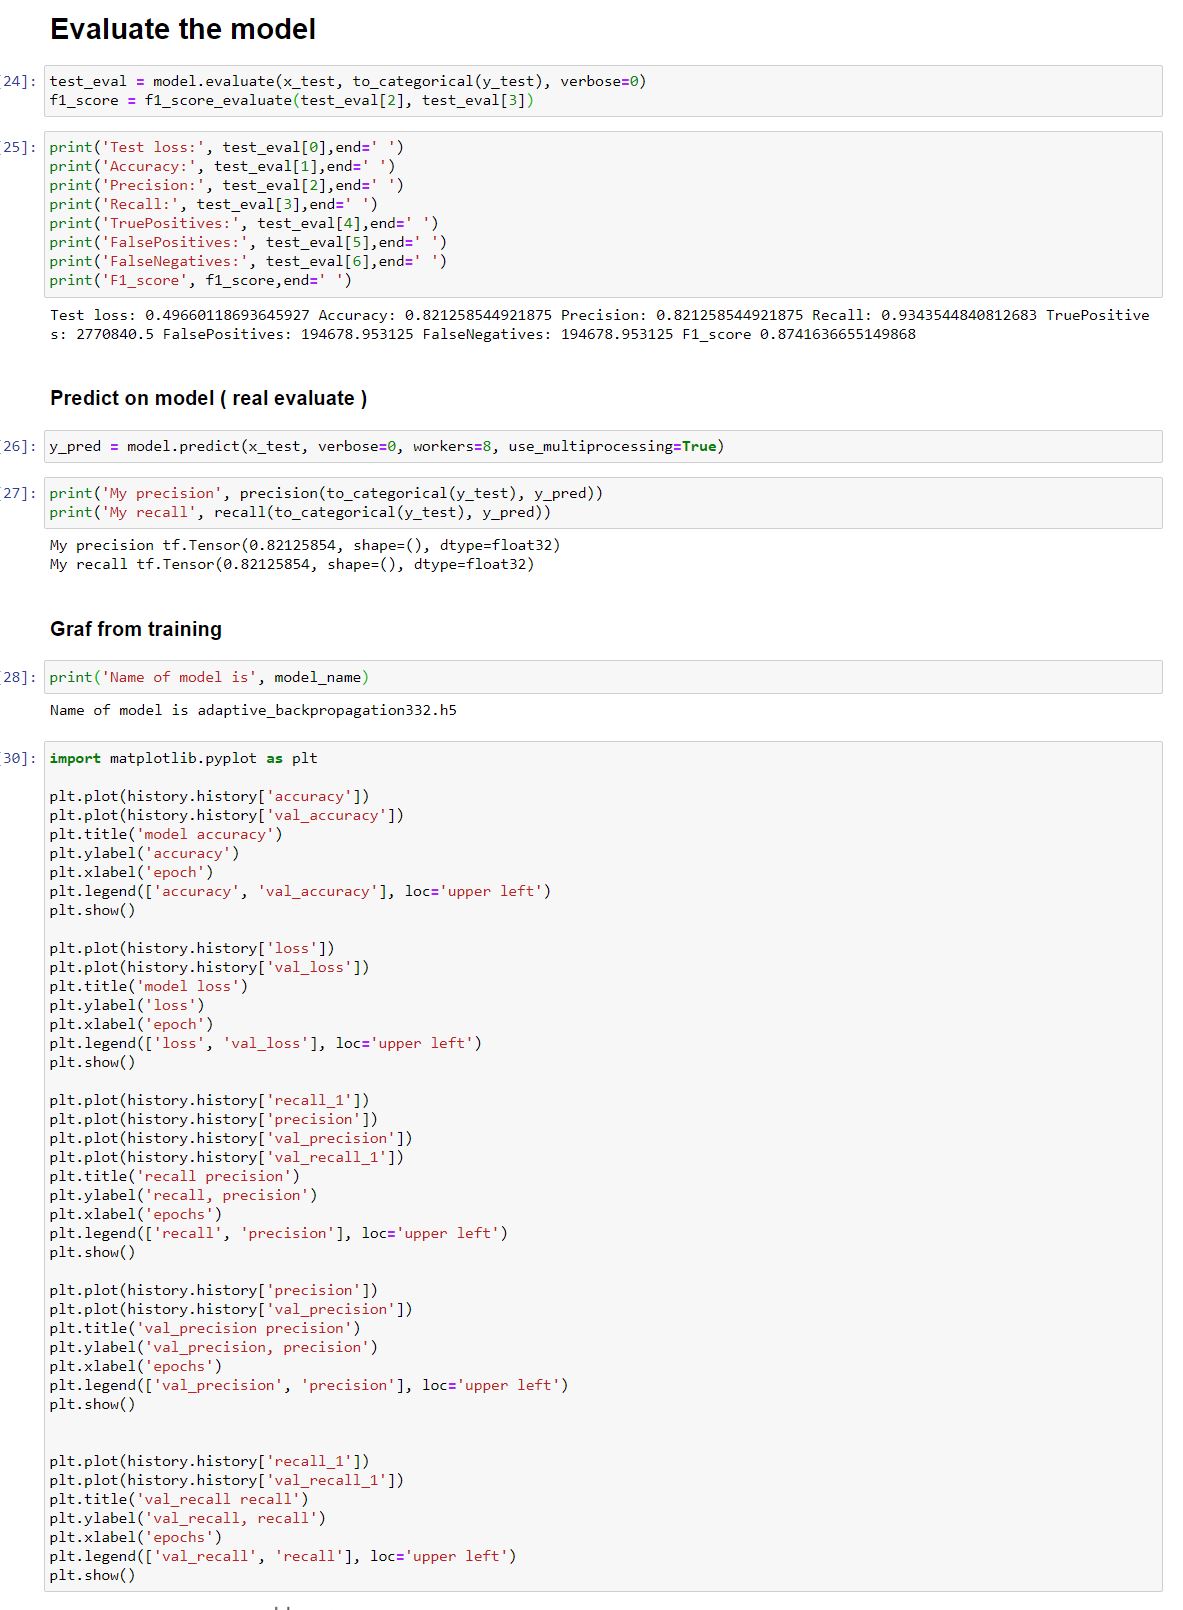 Evaluate the model
24]:
test_eval = model.evaluate(x_test, to_categorical(y_test), verbose=0)
f1_score = f1_score_evaluate(test_eval[2], test_eval[3])
25]:
print('Test loss:', test_eval[0],end=' ')
print('Accuracy:', test_eval[1],end=' ')
print('Precision:', test_eval[2],end=' ')
print('Recall:', test_eval[3],end=' ')
print('TruePositives:', test_eval[4],end=' ')
print('FalsePositives:', test_eval[5],end=' ')
print('FalseNegatives:', test_eval[6],end=' ')
print('F1_score', f1_score,end=' ')
Test loss: 0.49660118693645927 Accuracy: 0.821258544921875 Precision: 0.821258544921875 Recall: 0.9343544840812683 TruePositive
s: 2770840.5 FalsePositives: 194678.953125 FalseNegatives: 194678.953125 F1_score 0.8741636655149868
Predict on model ( real evaluate )
26]:
y_pred = model.predict(x_test, verbose=0, workers=8, use_multiprocessing=True)
27]:
print('My precision', precision(to_categorical(y_test), y_pred))
print('My recall', recall(to_categorical(y_test), y_pred))
My precision tf.Tensor(0.82125854, shape=(), dtype=float32)
My recall tf.Tensor(0.82125854, shape=(), dtype=float32)
Graf from training
28]:
print('Name of model is', model_name)
Name of model is adaptive_backpropagation332.h5
30]:
import matplotlib.pyplot as plt
plt.plot(history.history['accuracy'])
plt.plot(history.history['val_accuracy'])
plt.title('model accuracy')
plt.ylabel('accuracy')
plt.xlabel('epoch')
plt.legend(['accuracy', 'val_accuracy'], loc='upper left')
plt.show()
plt.plot(history.history['loss'])
plt.plot(history.history['val_loss'])
plt.title('model loss')
plt.ylabel('loss')
plt.xlabel('epoch')
plt.legend(['loss', 'val_loss'], loc='upper left')
plt.show()
plt.plot(history.history['recall_1'])
plt.plot(history.history['precision'])
plt.plot(history.history['val_precision'])
plt.plot(history.history['val_recall_1'])
plt.title('recall precision')
plt.ylabel('recall, precision')
plt.xlabel('epochs')
plt.legend(['recall', 'precision'], loc='upper left')
plt.show()
plt.plot(history.history['precision'])
plt.plot(history.history['val_precision'])
plt.title('val_precision precision')
plt.ylabel('val_precision, precision')
plt.xlabel('epochs')
plt.legend(['val_precision', 'precision'], loc='upper left')
plt.show()
plt.plot(history.history['recall_1'])
plt.plot(history.history['val_recall_1'])
plt.title('val_recall recall')
plt.ylabel('val_recall, recall')
plt.xlabel('epochs')
plt.legend(['val_recall', 'recall'], loc='upper left')
plt.show()